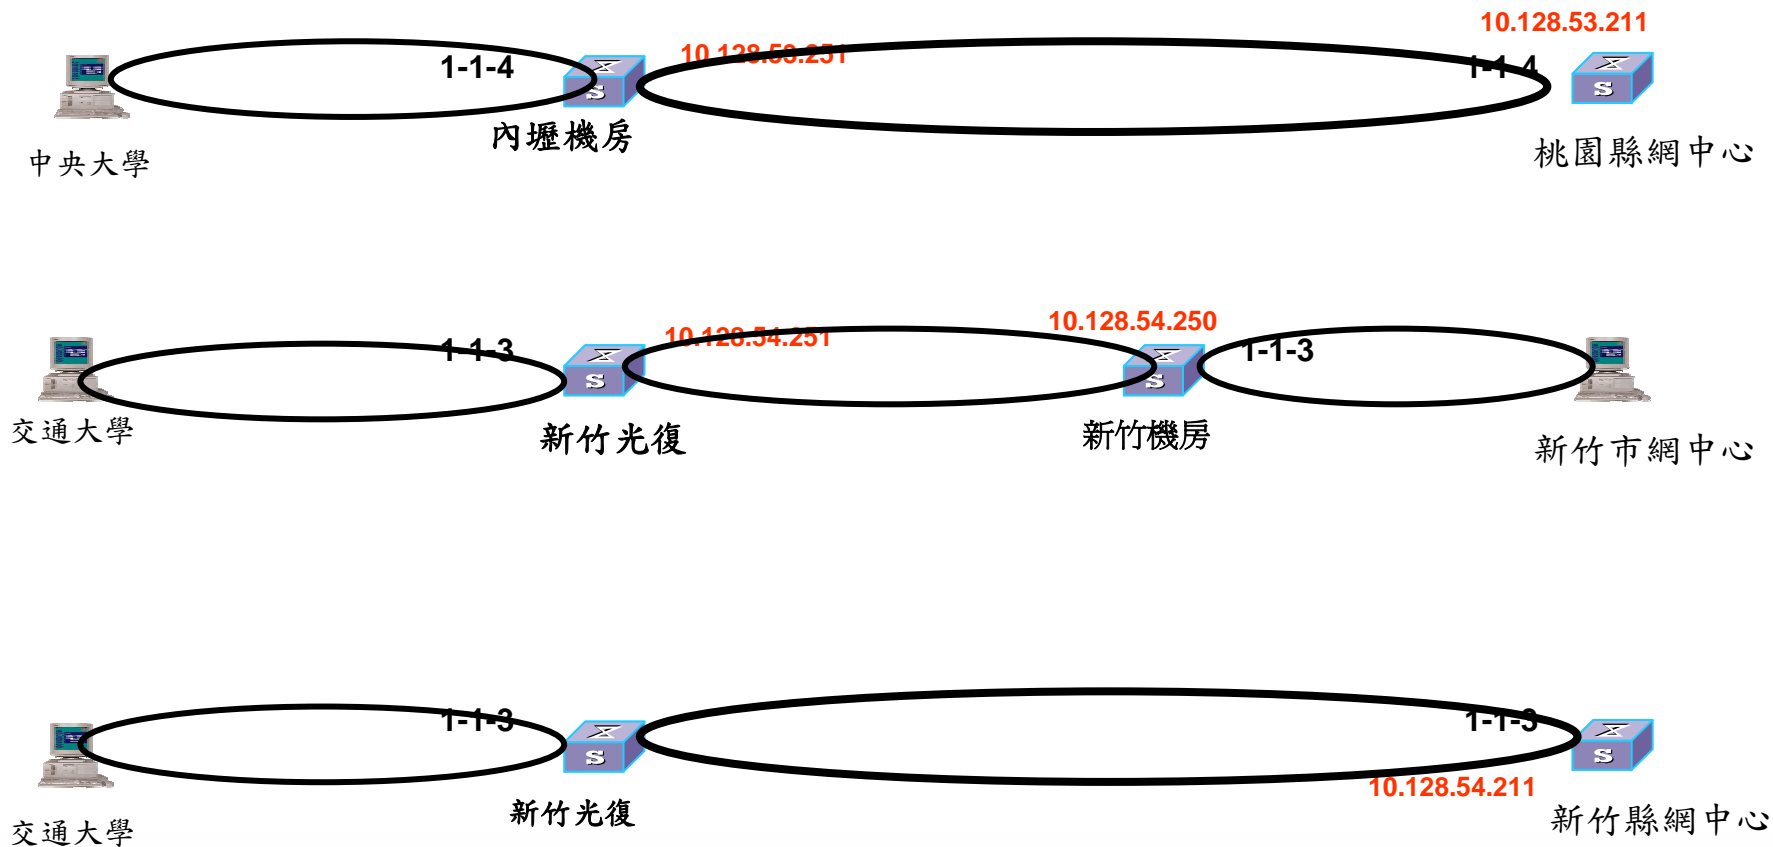 10.128.53.211
1-1-4
10.128.53.251
1-1-4
S
S
內壢機房
中央大學
桃園縣網中心
10.128.54.251
10.128.54.250
1-1-3
1-1-3
S
S
交通大學
新竹光復
新竹機房
新竹市網中心
1-1-3
1-1-3
S
S
10.128.54.211
新竹光復
新竹縣網中心
交通大學